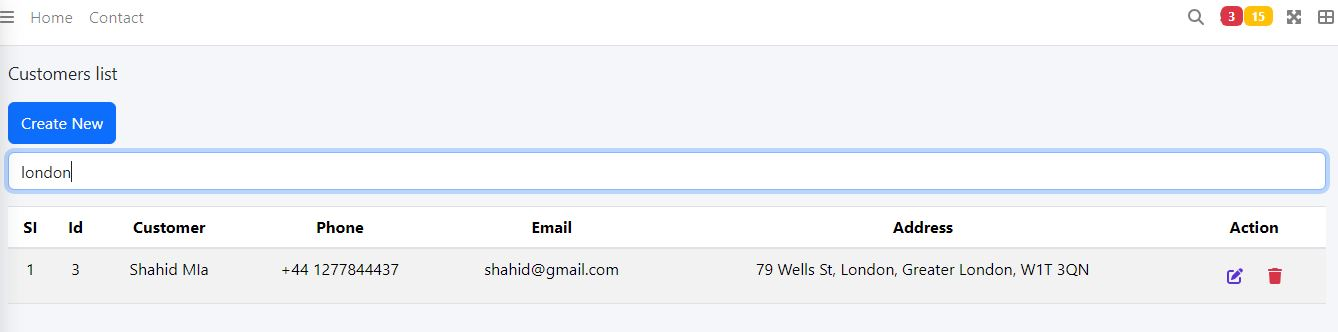 Home Contact 3 15
Customers list
Create New
london
Sl Id Customer Phone Email Address Action
1 3 Shahid MIa +44 1277844437 shahid@gmail.com 79 Wells St, London, Greater London, W1T 3QN